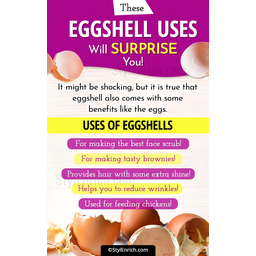 These
EGGSHELL USES
Will SURPRISE
You!
It might be shocking, but it is true that
eggshell also comes with some
benefits like the eggs.
USES OF EGGSHELLS
For making the best face scrub!
For making tasty brownies!
Provides hair with some extra shine!
Helps you to reduce wrinkles!
Used for feeding chickens!
©StylEnrich.com